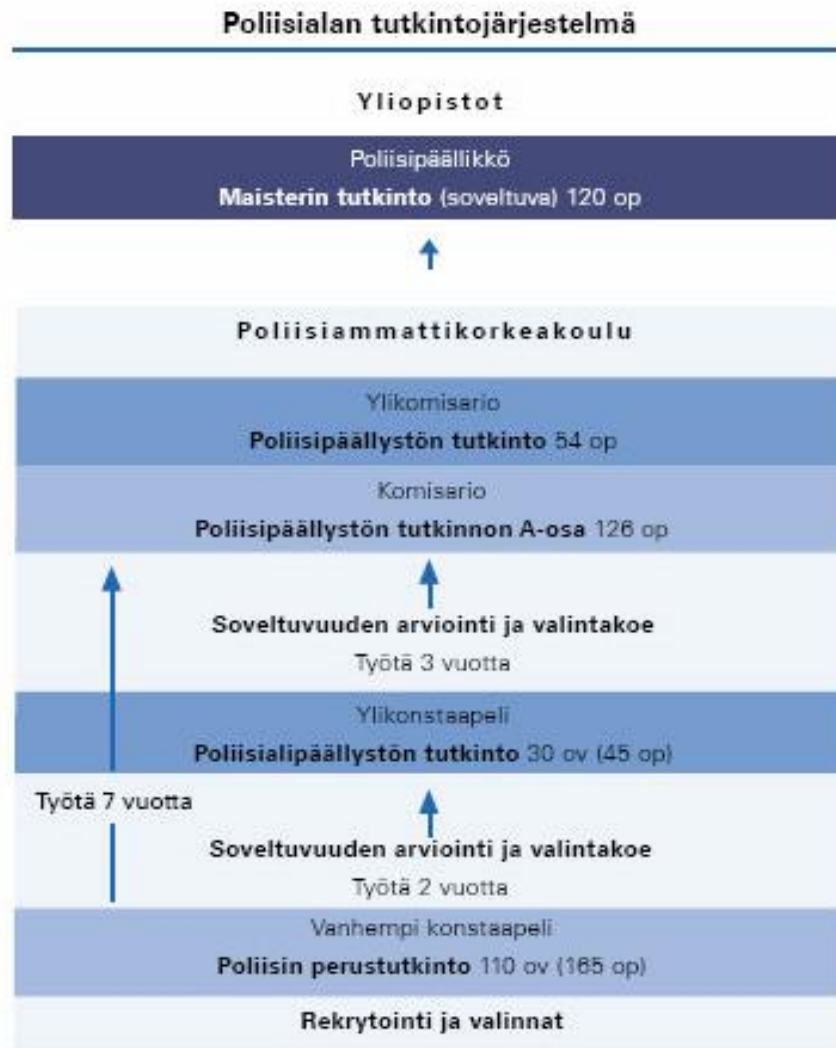 Poliisialan tutkintojärjestelmä
Yliopistot
Poliisipäällikkö
Maisterin tutkinto (soveltuva) 120 op
Poliisiammattikorkeakoulu
Ylikomisario
Poliisipäällystön tutkinto 54 op
Komisario
Poliisipäällystön tutkinnon A-osa 126 op
Soveltuvuuden arviointi ja valintakoe
Työtä 3 vuotta
Ylikonstaapeli
Poliisialipäällystön tutkinto 30 ov (45 op)
Työtä 7 vuotta
Soveltuvuuden arviointi ja valintakoe
Työtä 2 vuotta
Vanhempi konstaapeli
Poliisin perustutkinto 110 ov (165 op)
Rekrytointi ja valinnat